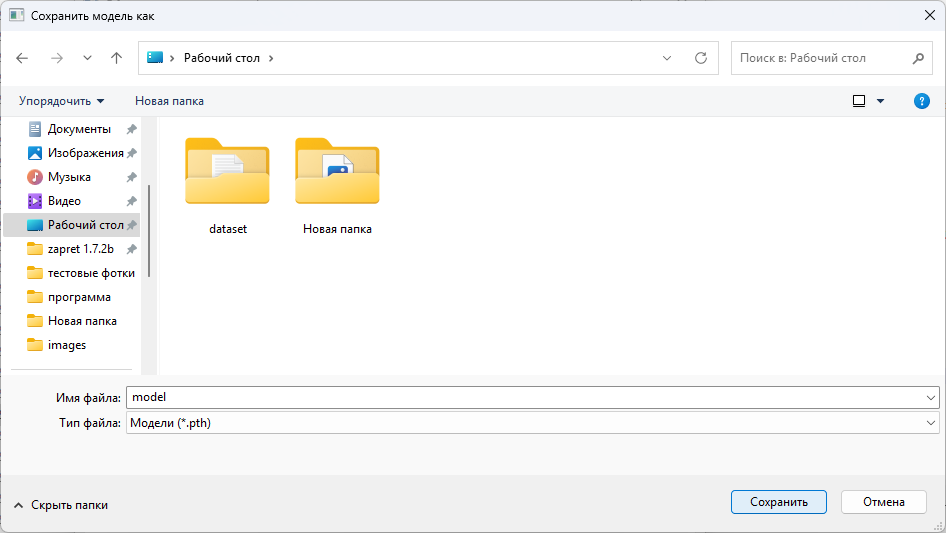 Сохранить модель как
Рабочий стол
Поиск в: Рабочий стол
Упорядочить
Новая папка
?
Документы
Изображения
Музыка
Видео
Рабочий стол
zapret 1.7.2b
тестовые фотки
программа
Новая папка
images
dataset
Новая папка
Имя файла: model
Тип файла: Модели (*.pth)
Скрыть папки
Сохранить
Отмена